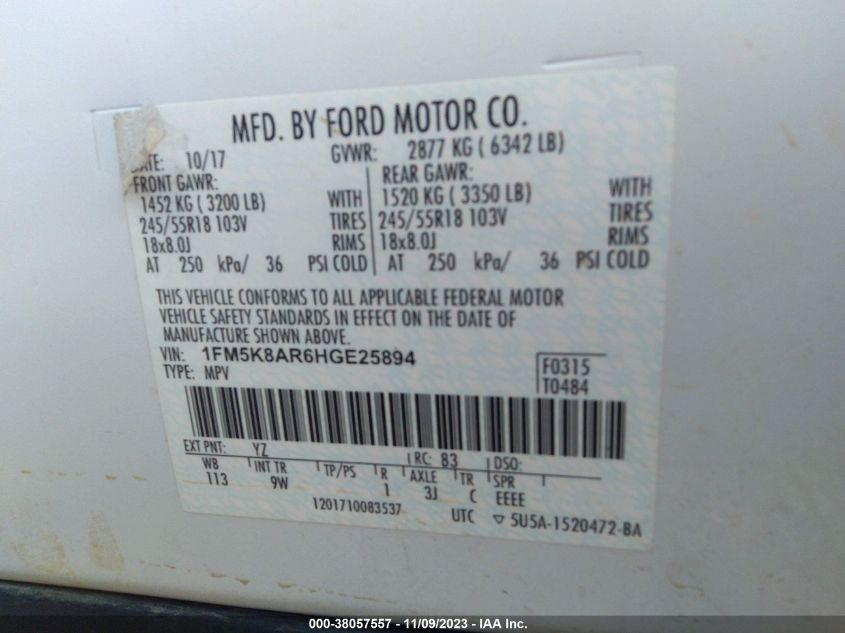 MFD. BY FORD MOTOR CO.
DATE: 10/17 GVWR: 2877 KG ( 6342 LB)
FRONT GAWR: REAR GAWR:
1452 KG ( 3200 LB) WITH 1520 KG ( 3350 LB) WITH
245/55R18 103V TIRES 245/55R18 103V TIRES
18x8.0J RIMS 18x8.0J RIMS
AT 250 kPa/ 36 PSI COLD AT 250 kPa/ 36 PSI COLD
THIS VEHICLE CONFORMS TO ALL APPLICABLE FEDERAL MOTOR
VEHICLE SAFETY STANDARDS IN EFFECT ON THE DATE OF
MANUFACTURE SHOWN ABOVE.
VIN: 1FM5K8AR6HGE25894 F0315
TYPE: MPV T0484
EXT PNT: YZ RC: 83 DSO:
WB INT TR TP/PS R AXLE TR SPR
113 9W 1 3J C EEEE
1201710083537 UTC ▽ 5U5A-1520472-BA
000-38057557 - 11/09/2023 - IAA Inc.